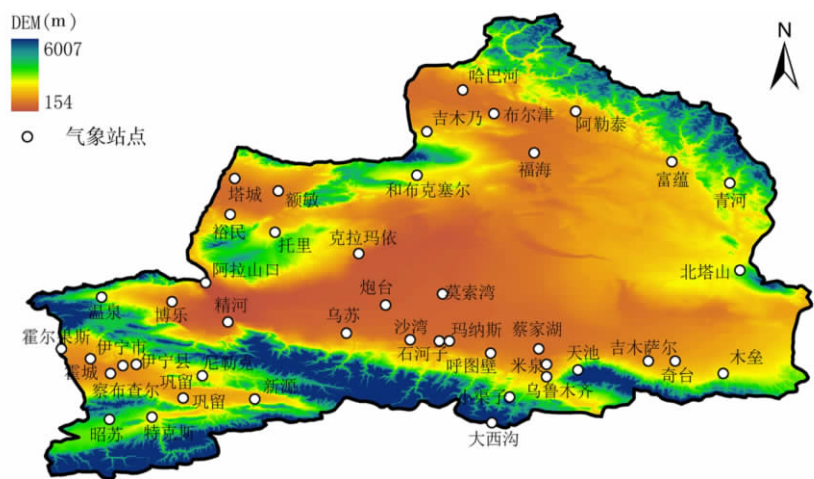 DEM(m)
6007
154
气象站点
N
哈巴河
吉木乃
布尔津
阿勒泰
福海
富蕴
青河
和布克塞尔
塔城
额敏
裕民
托里
克拉玛依
阿拉山口
北塔山
温泉
博乐
精河
炮台
莫索湾
乌苏
沙湾
石河子
玛纳斯
呼图壁
蔡家湖
米泉
乌鲁木齐
天池
吉木萨尔
奇台
木垒
霍尔果斯
霍城
伊宁市
伊宁县
尼勒克
察布查尔
巩留
巩留
新源
昭苏
特克斯
小渠子
大西沟